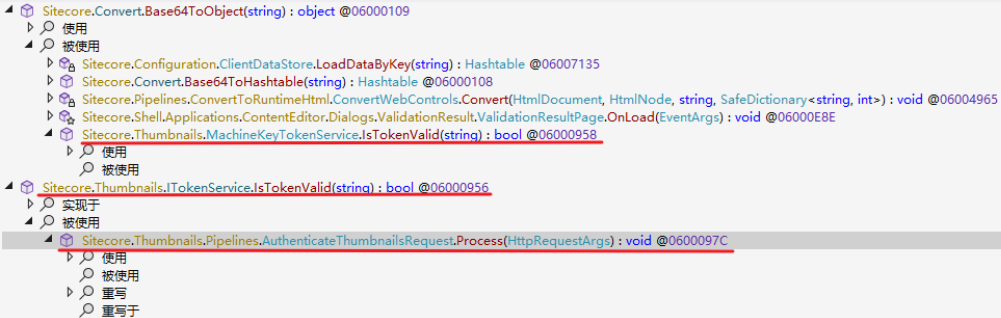 Sitecore.Convert.Base64ToObject(string) : object @06000109
使用
被使用
Sitecore.Configuration.ClientDataStore.LoadDataByKey(string) : Hashtable @06007135
Sitecore.Convert.Base64ToHashtable(string) : Hashtable @06000108
Sitecore.Pipelines.ConvertToRuntimeHtml.ConvertWebControls.Convert(HtmlDocument, HtmlNode, string, SafeDictionary<string, int>) : void @06004965
Sitecore.Shell.Applications.ContentEditor.Dialogs.ValidationResult.ValidationResultPage.OnLoad(EventArgs) : void @06000E8E
Sitecore.Thumbnails.MachineKeyTokenService.IsTokenValid(string) : bool @06000958
使用
被使用
Sitecore.Thumbnails.ITokenService.IsTokenValid(string) : bool @06000956
实现于
被使用
Sitecore.Thumbnails.Pipelines.AuthenticateThumbnailsRequest.Process(HttpRequestArgs) : void @0600097C
使用
被使用
重写
重写于